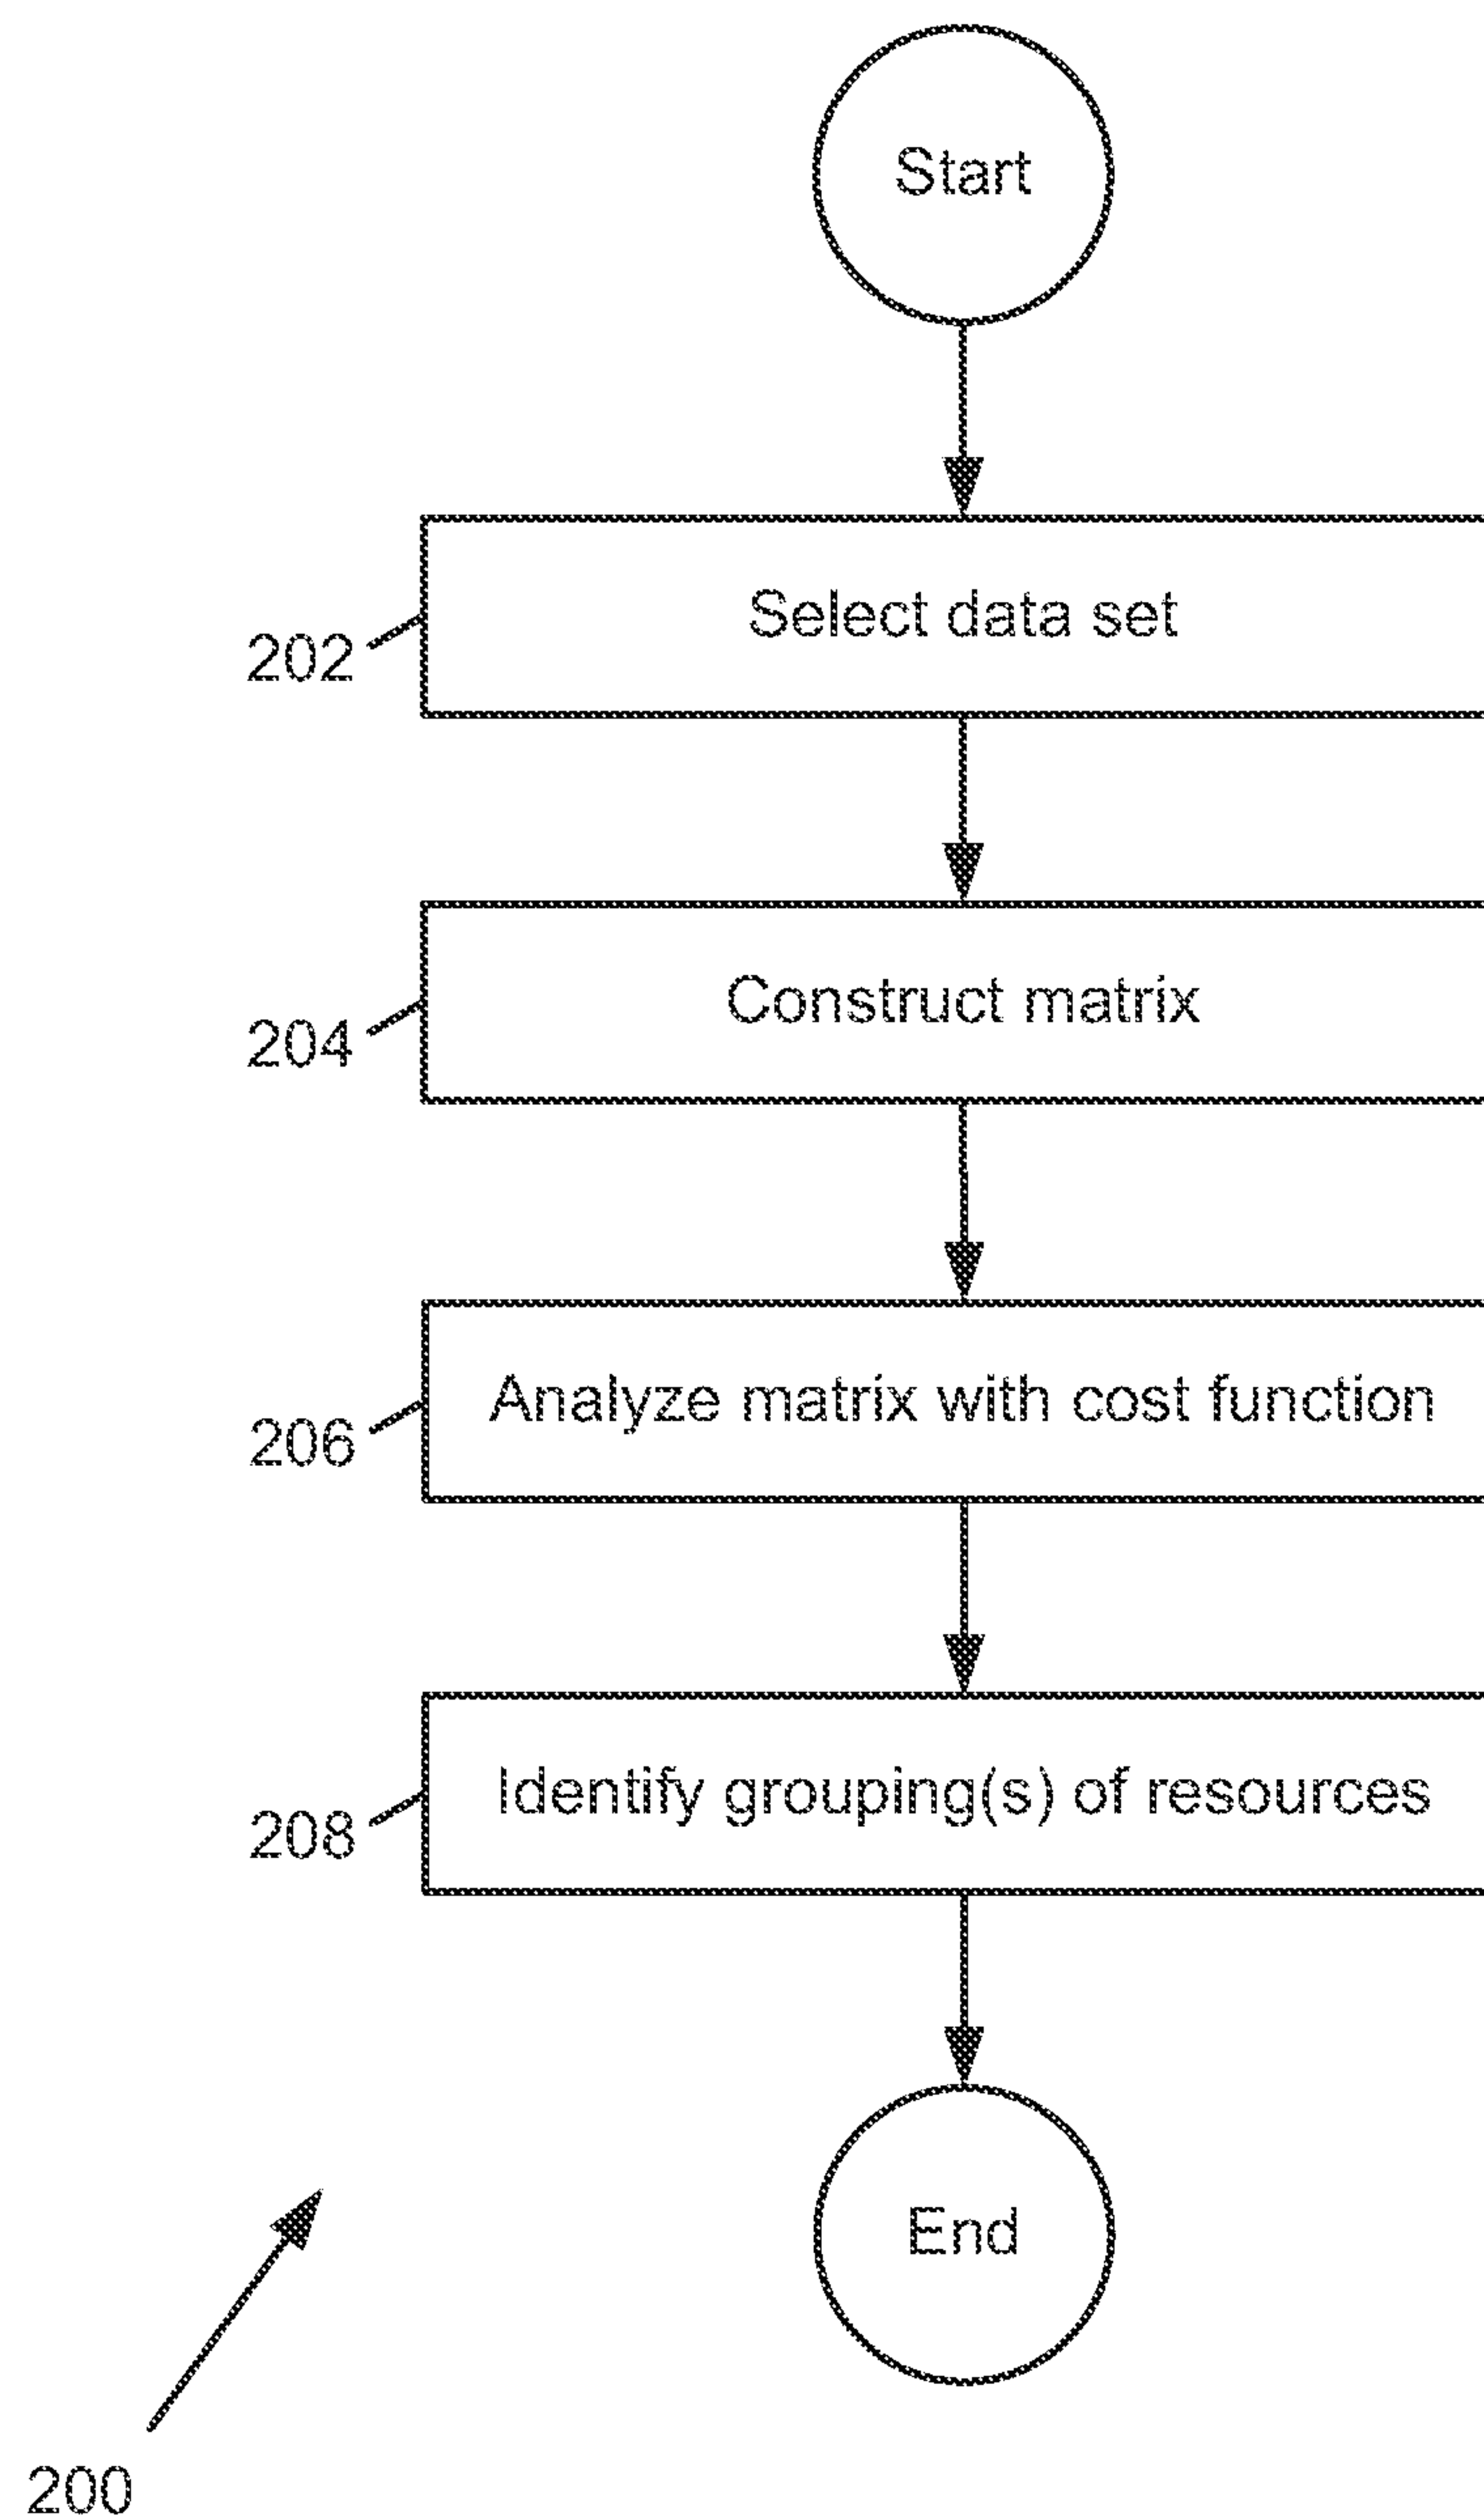 Start
Select data set
202
Construct matrix
204
Analyze matrix with cost function
206
Identify grouping(s) of resources
208
End
200